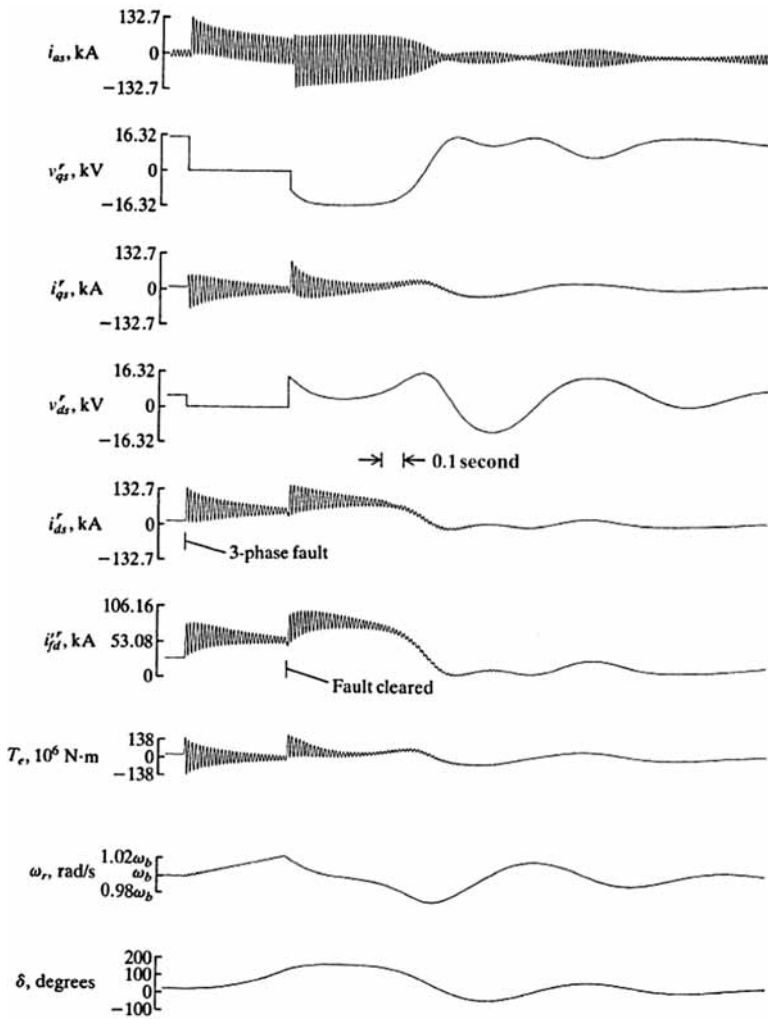 132.7
i_as, kA 0
−132.7
16.32
v^r_qs, kV 0
−16.32
132.7
i^r_qs, kA 0
−132.7
16.32
v^r_ds, kV 0
−16.32
0.1 second
132.7
i^r_ds, kA 0
−132.7
3-phase fault
106.16
i′^r_fd, kA 53.08
0
Fault cleared
138
T_e, 10^6 N·m 0
−138
1.02ω_b
ω_r, rad/s ω_b
0.98ω_b
200
100
δ, degrees 0
−100